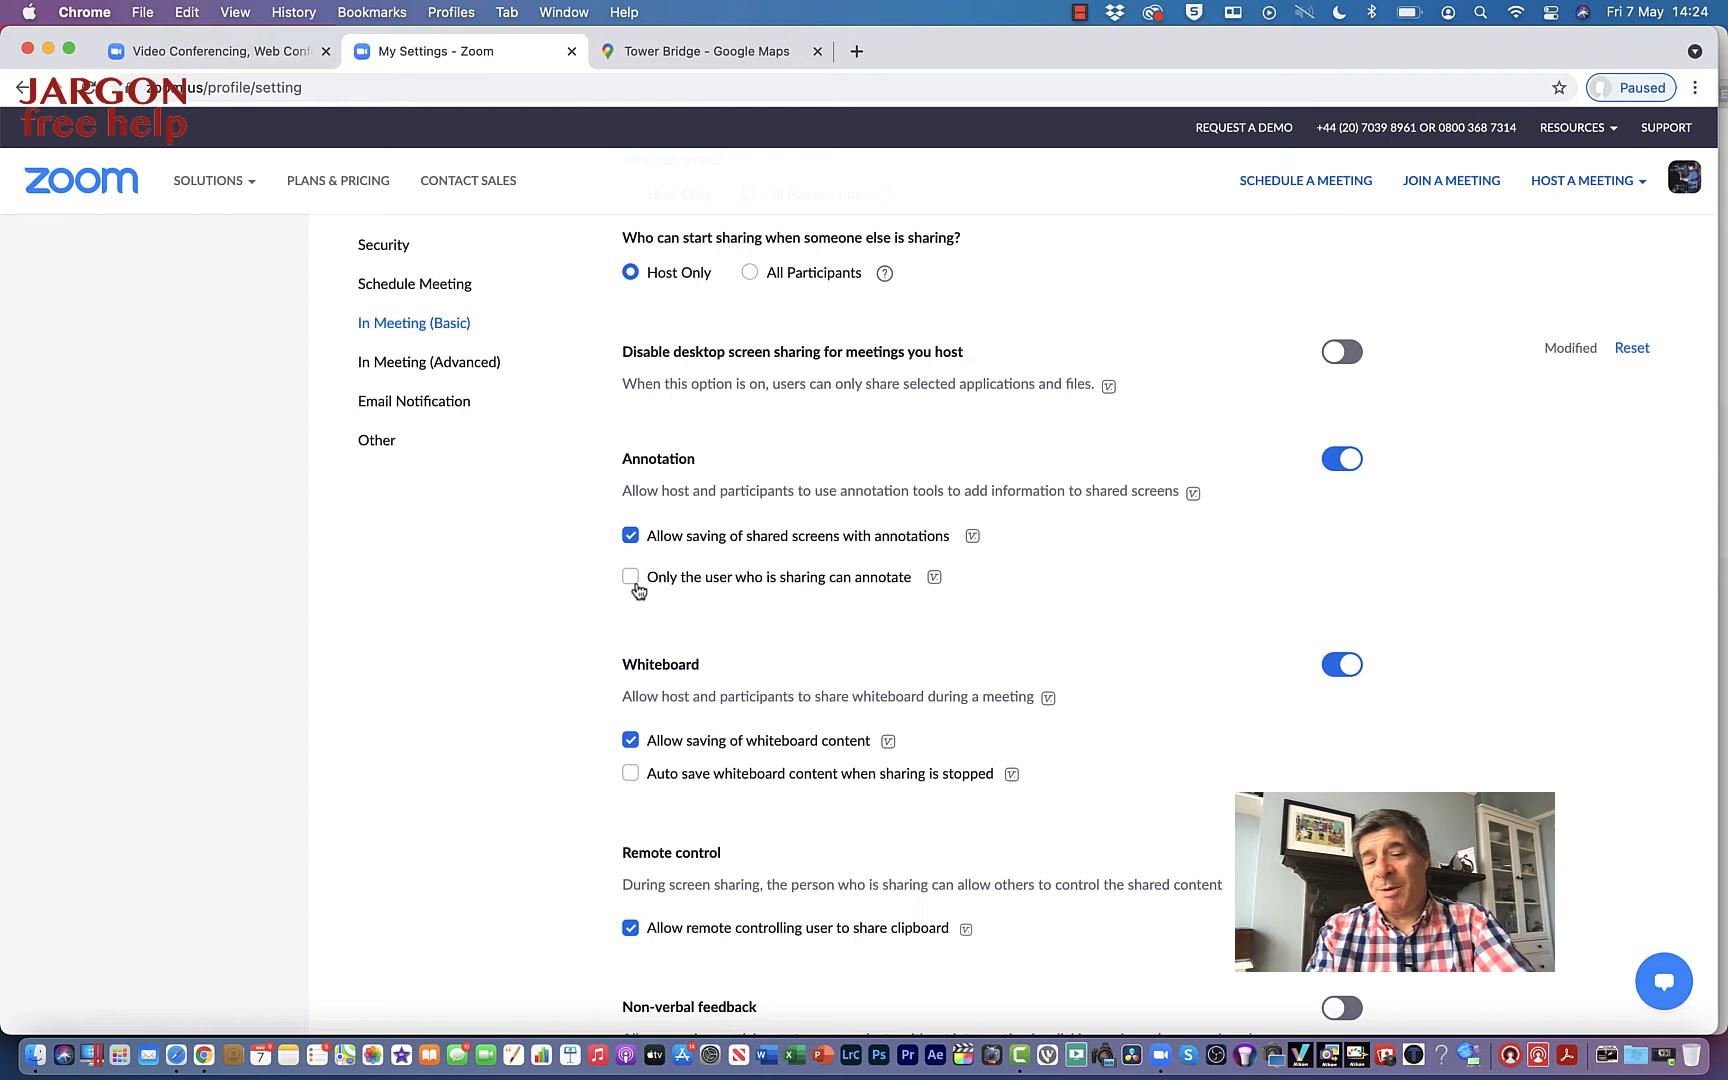 Chrome File Edit View History Bookmarks Profiles Tab Window Help Fri 7 May 14:24
Video Conferencing, Web Conf
My Settings - Zoom
Tower Bridge - Google Maps
zoom.us/profile/setting
Paused
JARGON
free help
REQUEST A DEMO +44 (20) 7039 8961 OR 0800 368 7314 RESOURCES SUPPORT
zoom SOLUTIONS PLANS & PRICING CONTACT SALES SCHEDULE A MEETING JOIN A MEETING HOST A MEETING
Who can share?
Host Only All Participants
Security
Schedule Meeting
In Meeting (Basic)
In Meeting (Advanced)
Email Notification
Other
Who can start sharing when someone else is sharing?
Host Only All Participants ?
Disable desktop screen sharing for meetings you host
Modified Reset
When this option is on, users can only share selected applications and files.
Annotation
Allow host and participants to use annotation tools to add information to shared screens
Allow saving of shared screens with annotations
Only the user who is sharing can annotate
Whiteboard
Allow host and participants to share whiteboard during a meeting
Allow saving of whiteboard content
Auto save whiteboard content when sharing is stopped
Remote control
During screen sharing, the person who is sharing can allow others to control the shared content
Allow remote controlling user to share clipboard
Non-verbal feedback